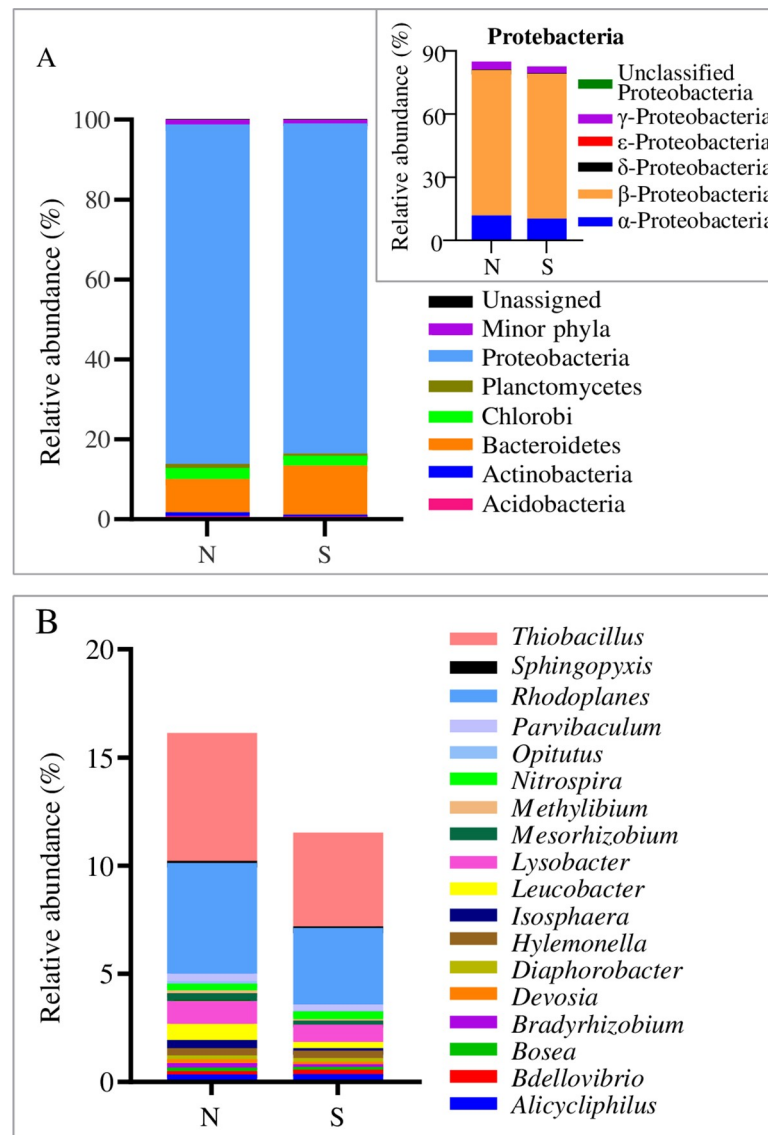 A
Relative abundance (%)
100
80
60
40
20
0
N
S
Protebacteria
Relative abundance (%)
90
60
30
0
N
S
Unclassified
Proteobacteria
γ-Proteobacteria
ε-Proteobacteria
δ-Proteobacteria
β-Proteobacteria
α-Proteobacteria
Unassigned
Minor phyla
Proteobacteria
Planctomycetes
Chlorobi
Bacteroidetes
Actinobacteria
Acidobacteria
B
Relative abundance (%)
20
15
10
5
0
N
S
Thiobacillus
Sphingopyxis
Rhodoplanes
Parvibaculum
Opitutus
Nitrospira
Methylibium
Mesorhizobium
Lysobacter
Leucobacter
Isosphaera
Hylemonella
Diaphorobacter
Devosia
Bradyrhizobium
Bosea
Bdellovibrio
Alicycliphilus